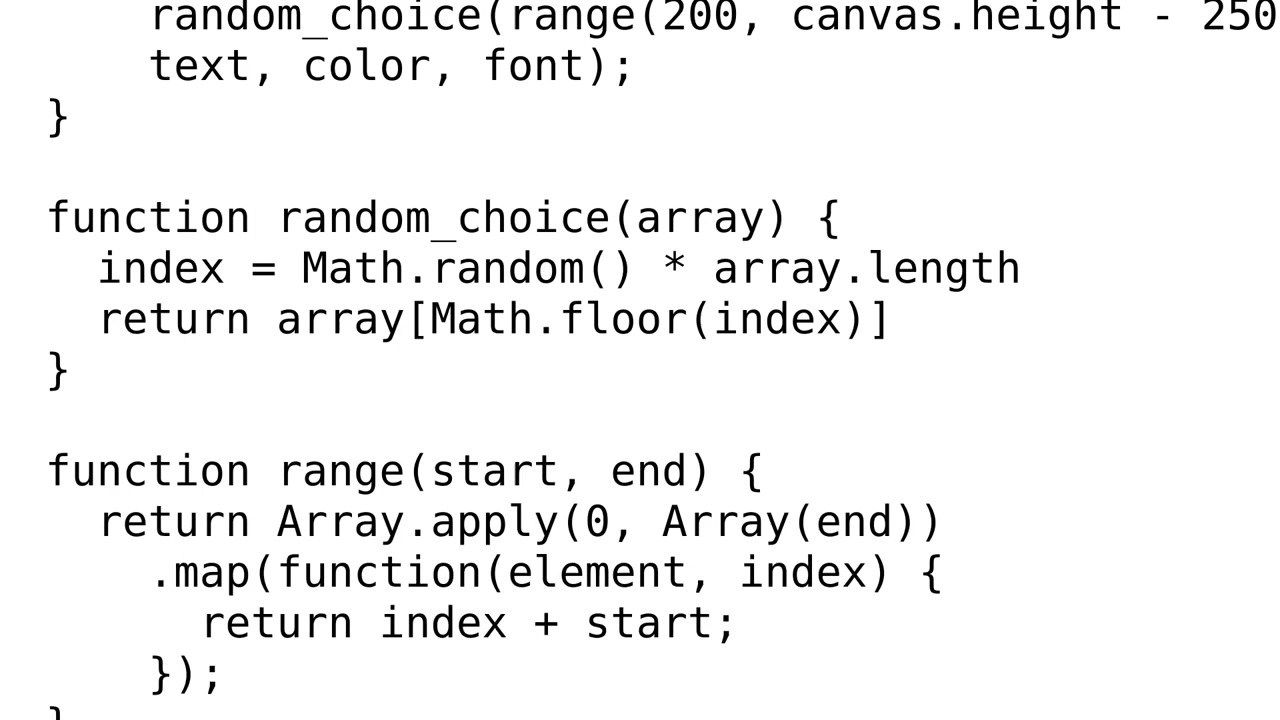 random_choice(range(200, canvas.height - 250
text, color, font);
}
function random_choice(array) {
index = Math.random() * array.length
return array[Math.floor(index)]
}
function range(start, end) {
return Array.apply(0, Array(end))
.map(function(element, index) {
return index + start;
});
}